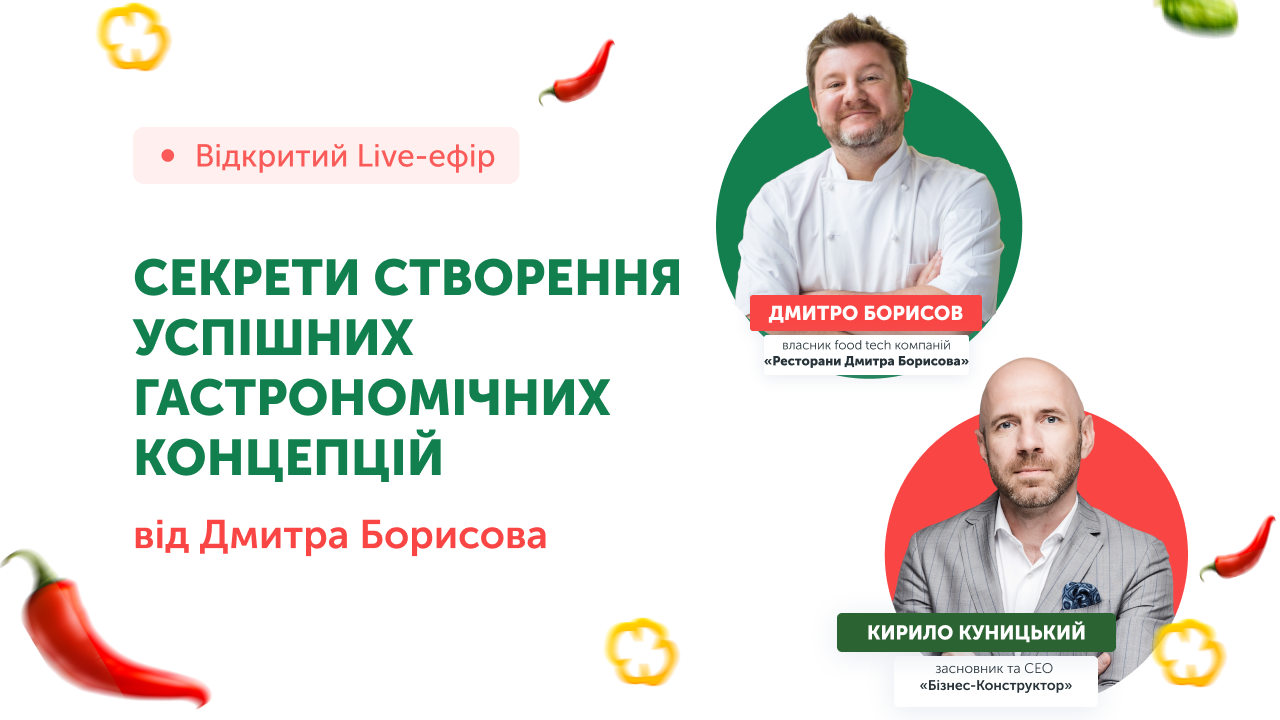 Відкритий Live-ефір
СЕКРЕТИ СТВОРЕННЯ
УСПІШНИХ
ГАСТРОНОМІЧНИХ
КОНЦЕПЦІЙ
від Дмитра Борисова
ДМИТРО БОРИСОВ
власник food tech компаній
«Ресторани Дмитра Борисова»
КИРИЛО КУНИЦЬКИЙ
засновник та CEO
«Бізнес-Конструктор»